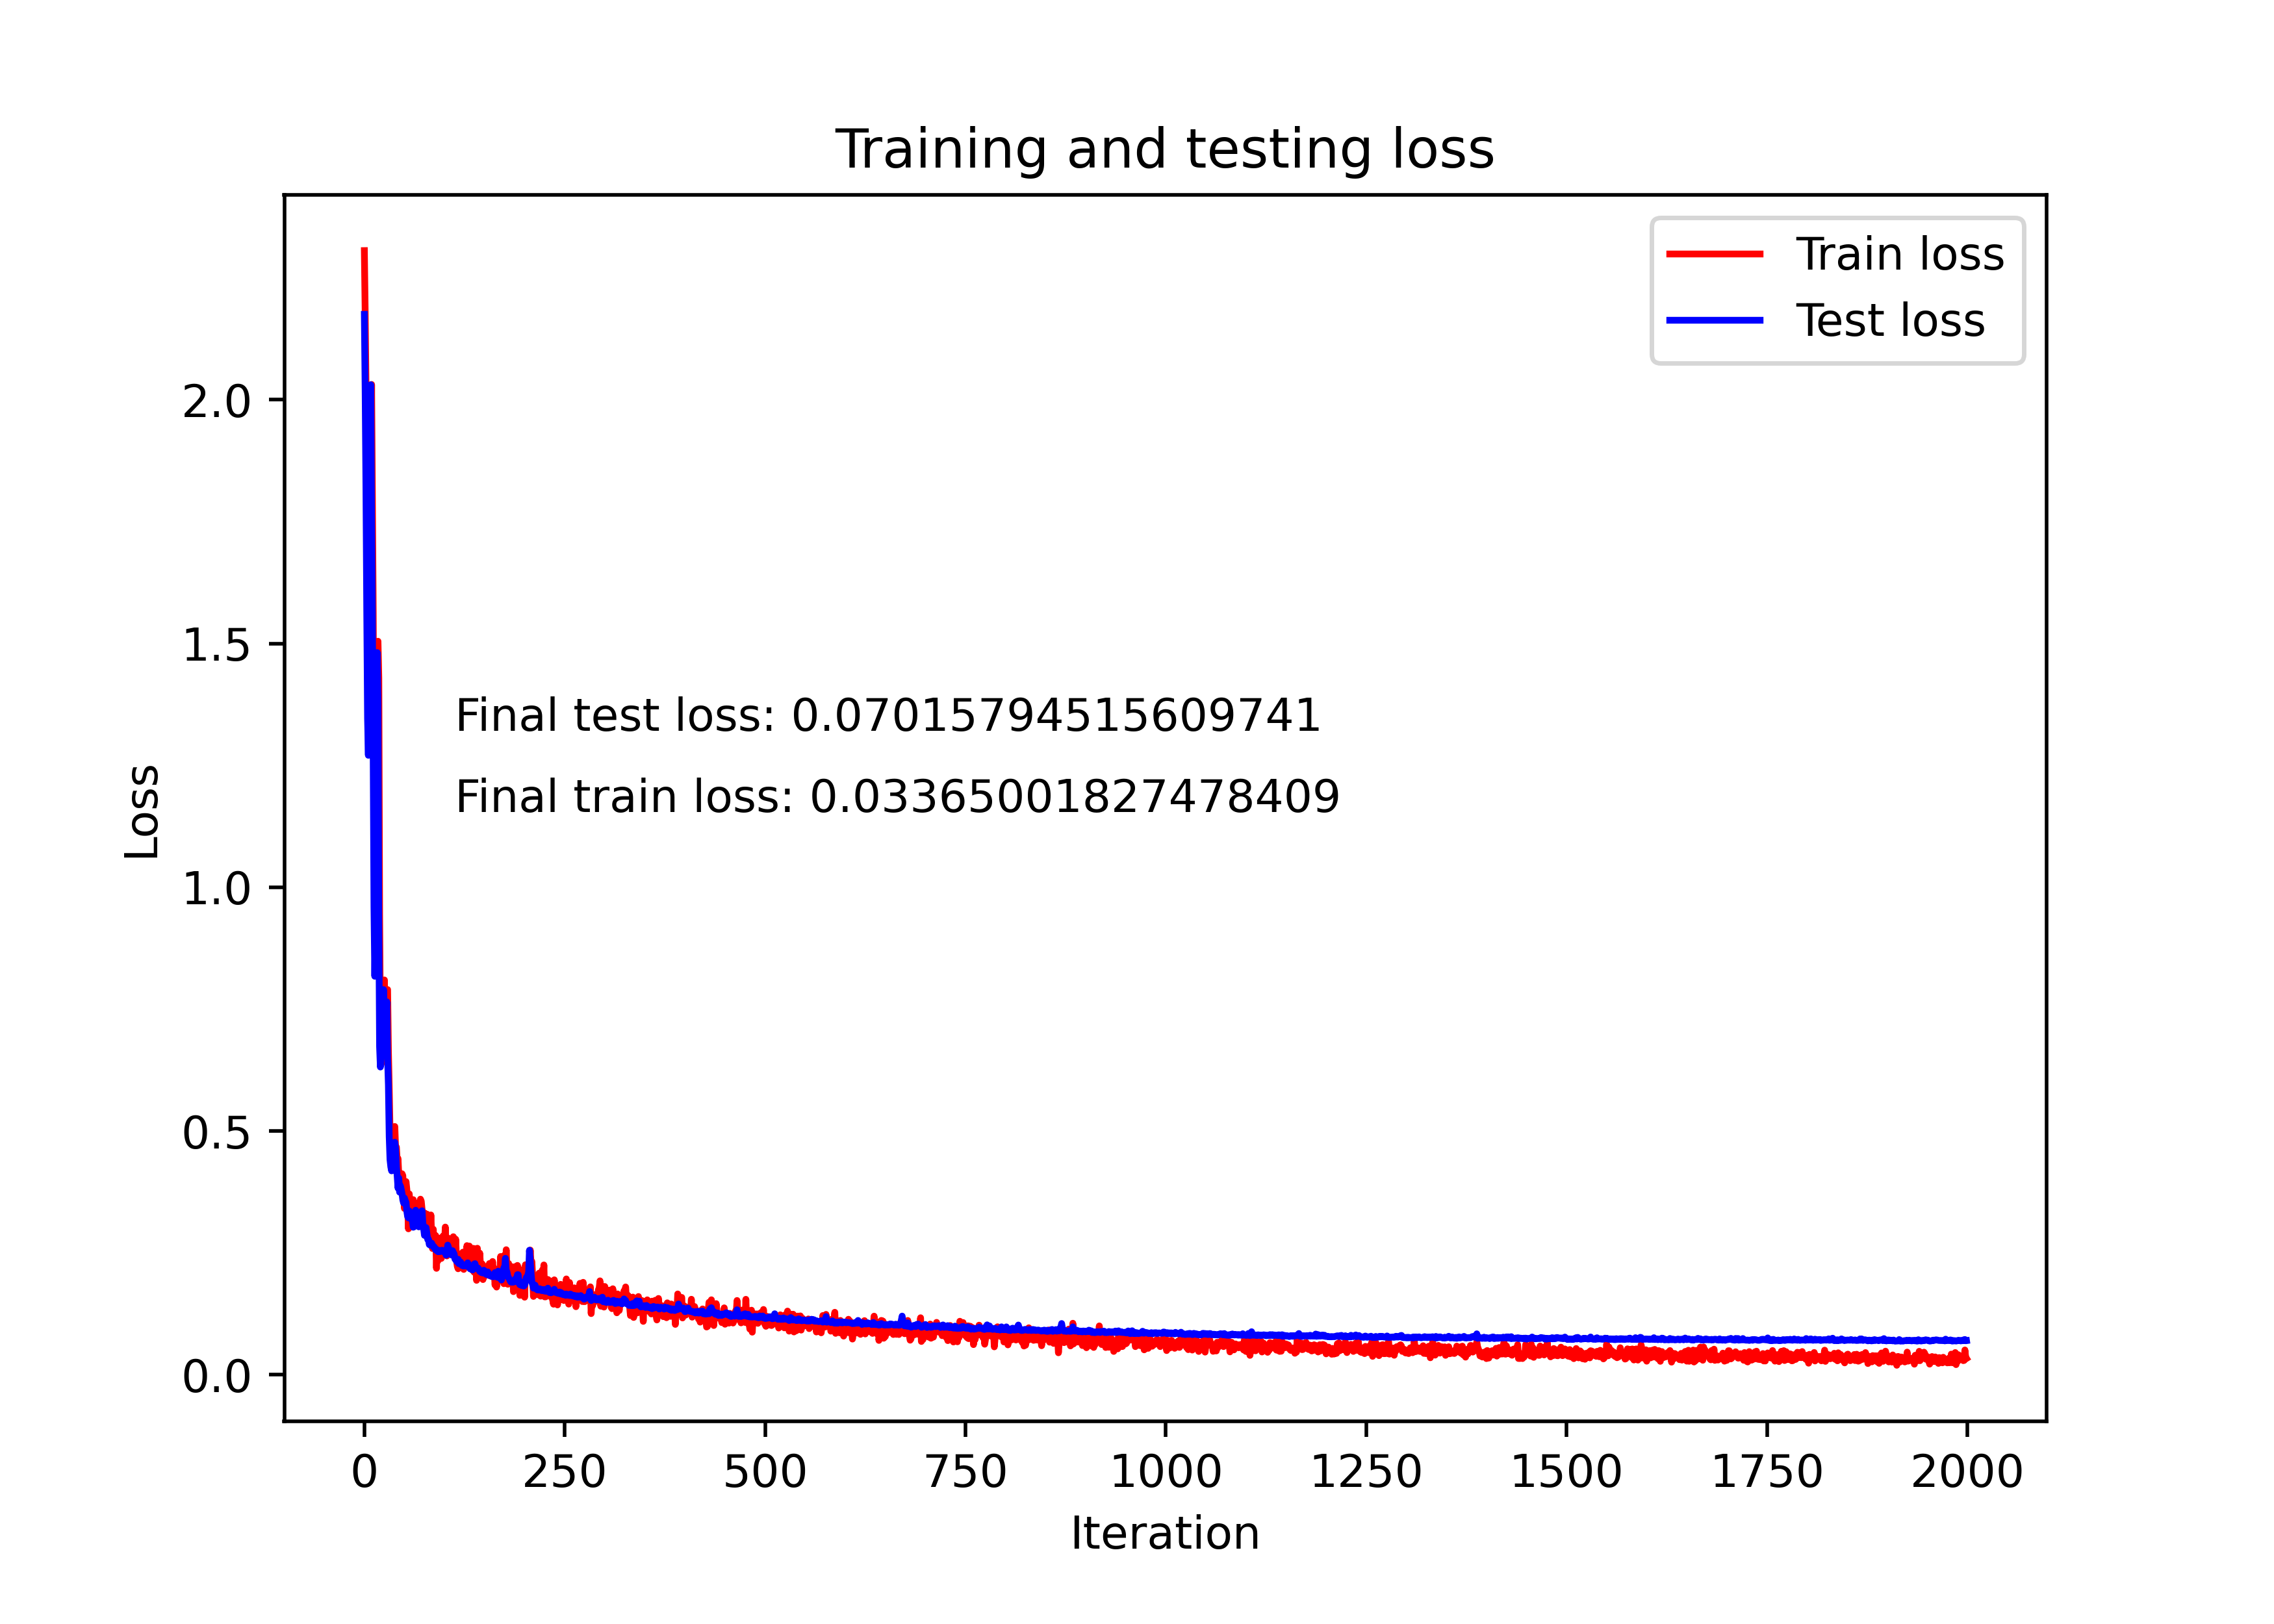 Training and testing loss
Train loss
Test loss
2.0
1.5
Final test loss: 0.07015794515609741
Final train loss: 0.03365001827478409
Loss
1.0
0.5
0.0
0 250 500 750 1000 1250 1500 1750 2000
Iteration